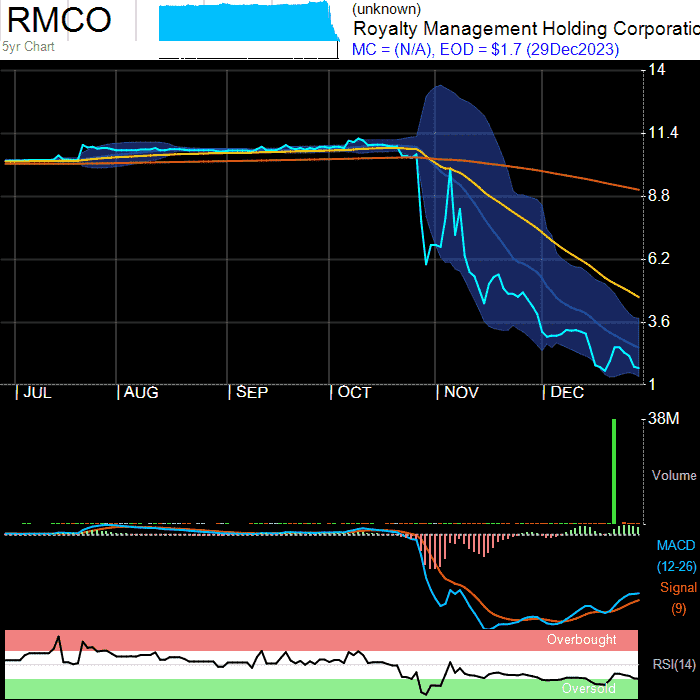 RMCO
5yr Chart
(unknown)
Royalty Management Holding Corporatio
MC = (N/A), EOD = $1.7 (29Dec2023)
14
11.4
8.8
6.2
3.6
1
JUL AUG SEP OCT NOV DEC
38M
Volume
MACD
(12-26)
Signal
(9)
Overbought
RSI(14)
Oversold